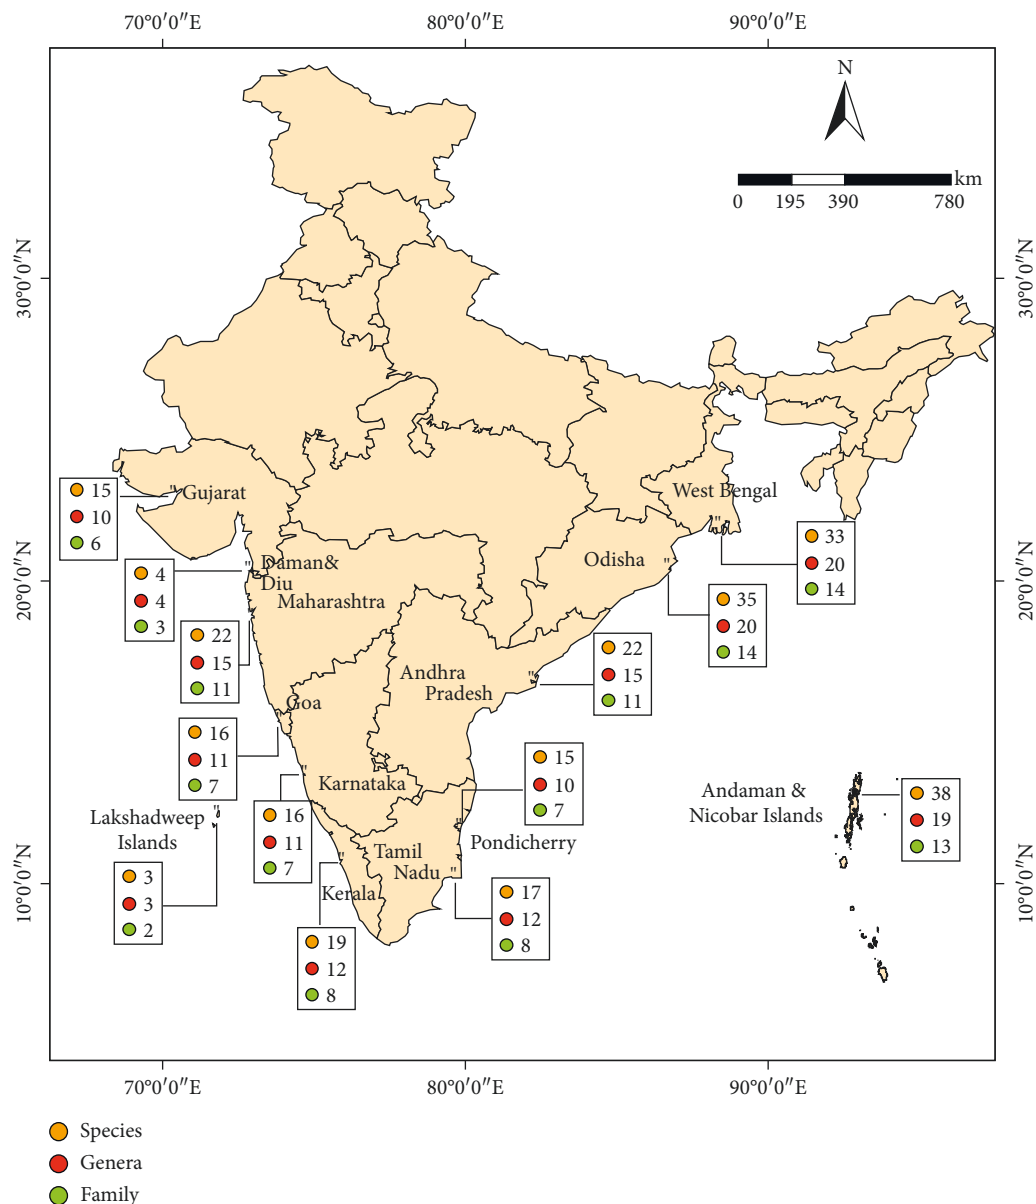 70°0′0″E 80°0′0″E 90°0′0″E
N
km
0 195 390 780
30°0′0″N 30°0′0″N
20°0′0″N 20°0′0″N
10°0′0″N 10°0′0″N
Gujarat
15
10
6
West Bengal
33
20
14
Daman&
Diu
4
4
3
Odisha
35
20
14
Maharashtra
22
15
11
Andhra
Pradesh
22
15
11
Goa
16
11
7
Karnataka
16
11
7
Pondicherry
15
10
7
Andaman &
Nicobar Islands
38
19
13
Lakshadweep
Islands
3
3
2
Tamil
Nadu
17
12
8
Kerala
19
12
8
70°0′0″E 80°0′0″E 90°0′0″E
Species
Genera
Family